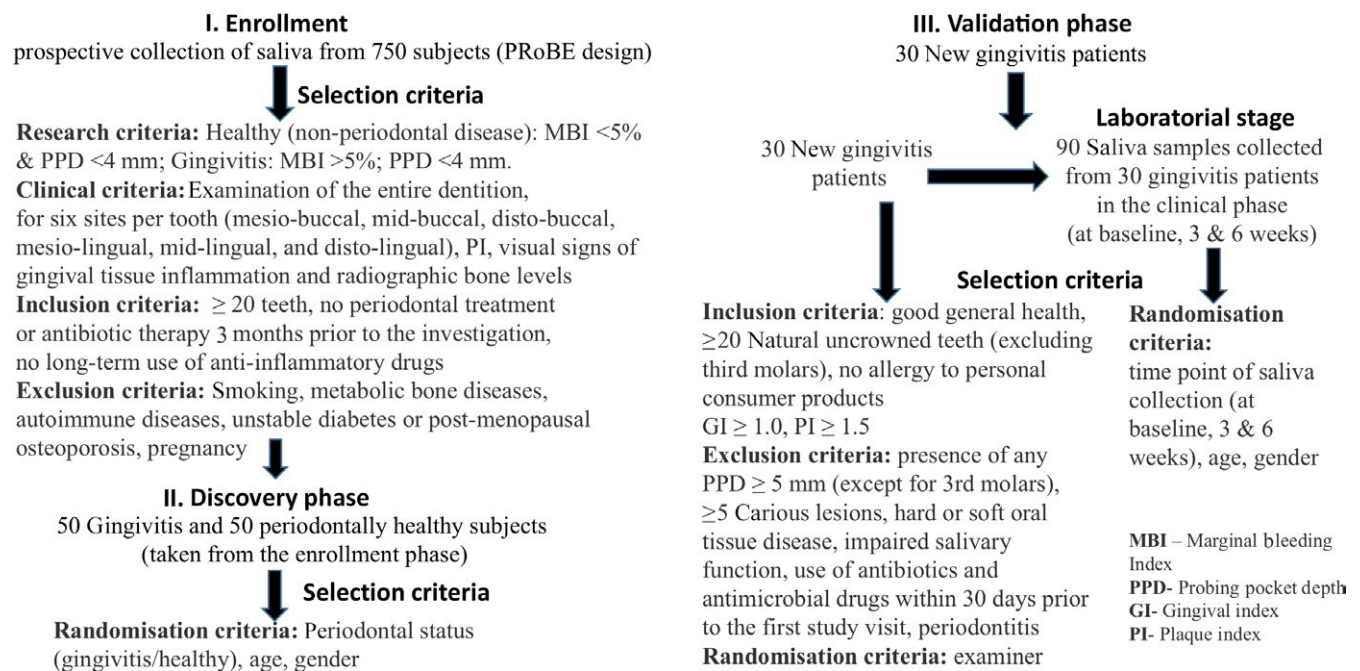 I. Enrollment
prospective collection of saliva from 750 subjects (PRoBE design)
Selection criteria
Research criteria: Healthy (non-periodontal disease): MBI <5%
& PPD <4 mm; Gingivitis: MBI >5%; PPD <4 mm.
Clinical criteria: Examination of the entire dentition,
for six sites per tooth (mesio-buccal, mid-buccal, disto-buccal,
mesio-lingual, mid-lingual, and disto-lingual), PI, visual signs of
gingival tissue inflammation and radiographic bone levels
Inclusion criteria: ≥ 20 teeth, no periodontal treatment
or antibiotic therapy 3 months prior to the investigation,
no long-term use of anti-inflammatory drugs
Exclusion criteria: Smoking, metabolic bone diseases,
autoimmune diseases, unstable diabetes or post-menopausal
osteoporosis, pregnancy
II. Discovery phase
50 Gingivitis and 50 periodontally healthy subjects
(taken from the enrollment phase)
Selection criteria
Randomisation criteria: Periodontal status
(gingivitis/healthy), age, gender
III. Validation phase
30 New gingivitis patients
30 New gingivitis
patients
Laboratorial stage
90 Saliva samples collected
from 30 gingivitis patients
in the clinical phase
(at baseline, 3 & 6 weeks)
Selection criteria
Inclusion criteria: good general health,
≥20 Natural uncrowned teeth (excluding
third molars), no allergy to personal
consumer products
GI ≥ 1.0, PI ≥ 1.5
Exclusion criteria: presence of any
PPD ≥ 5 mm (except for 3rd molars),
≥5 Carious lesions, hard or soft oral
tissue disease, impaired salivary
function, use of antibiotics and
antimicrobial drugs within 30 days prior
to the first study visit, periodontitis
Randomisation criteria: examiner
Randomisation
criteria:
time point of saliva
collection (at
baseline, 3 & 6
weeks), age, gender
MBI – Marginal bleeding
Index
PPD- Probing pocket depth
GI- Gingival index
PI- Plaque index